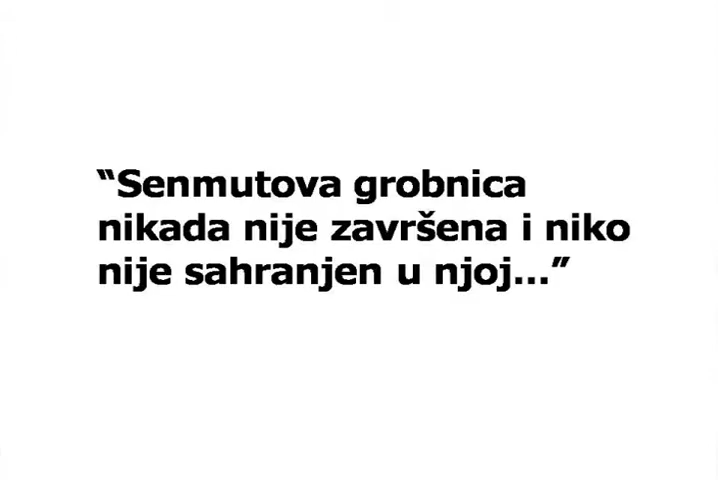 “Senmutova grobnica
nikada nije završena i niko
nije sahranjen u njoj...”